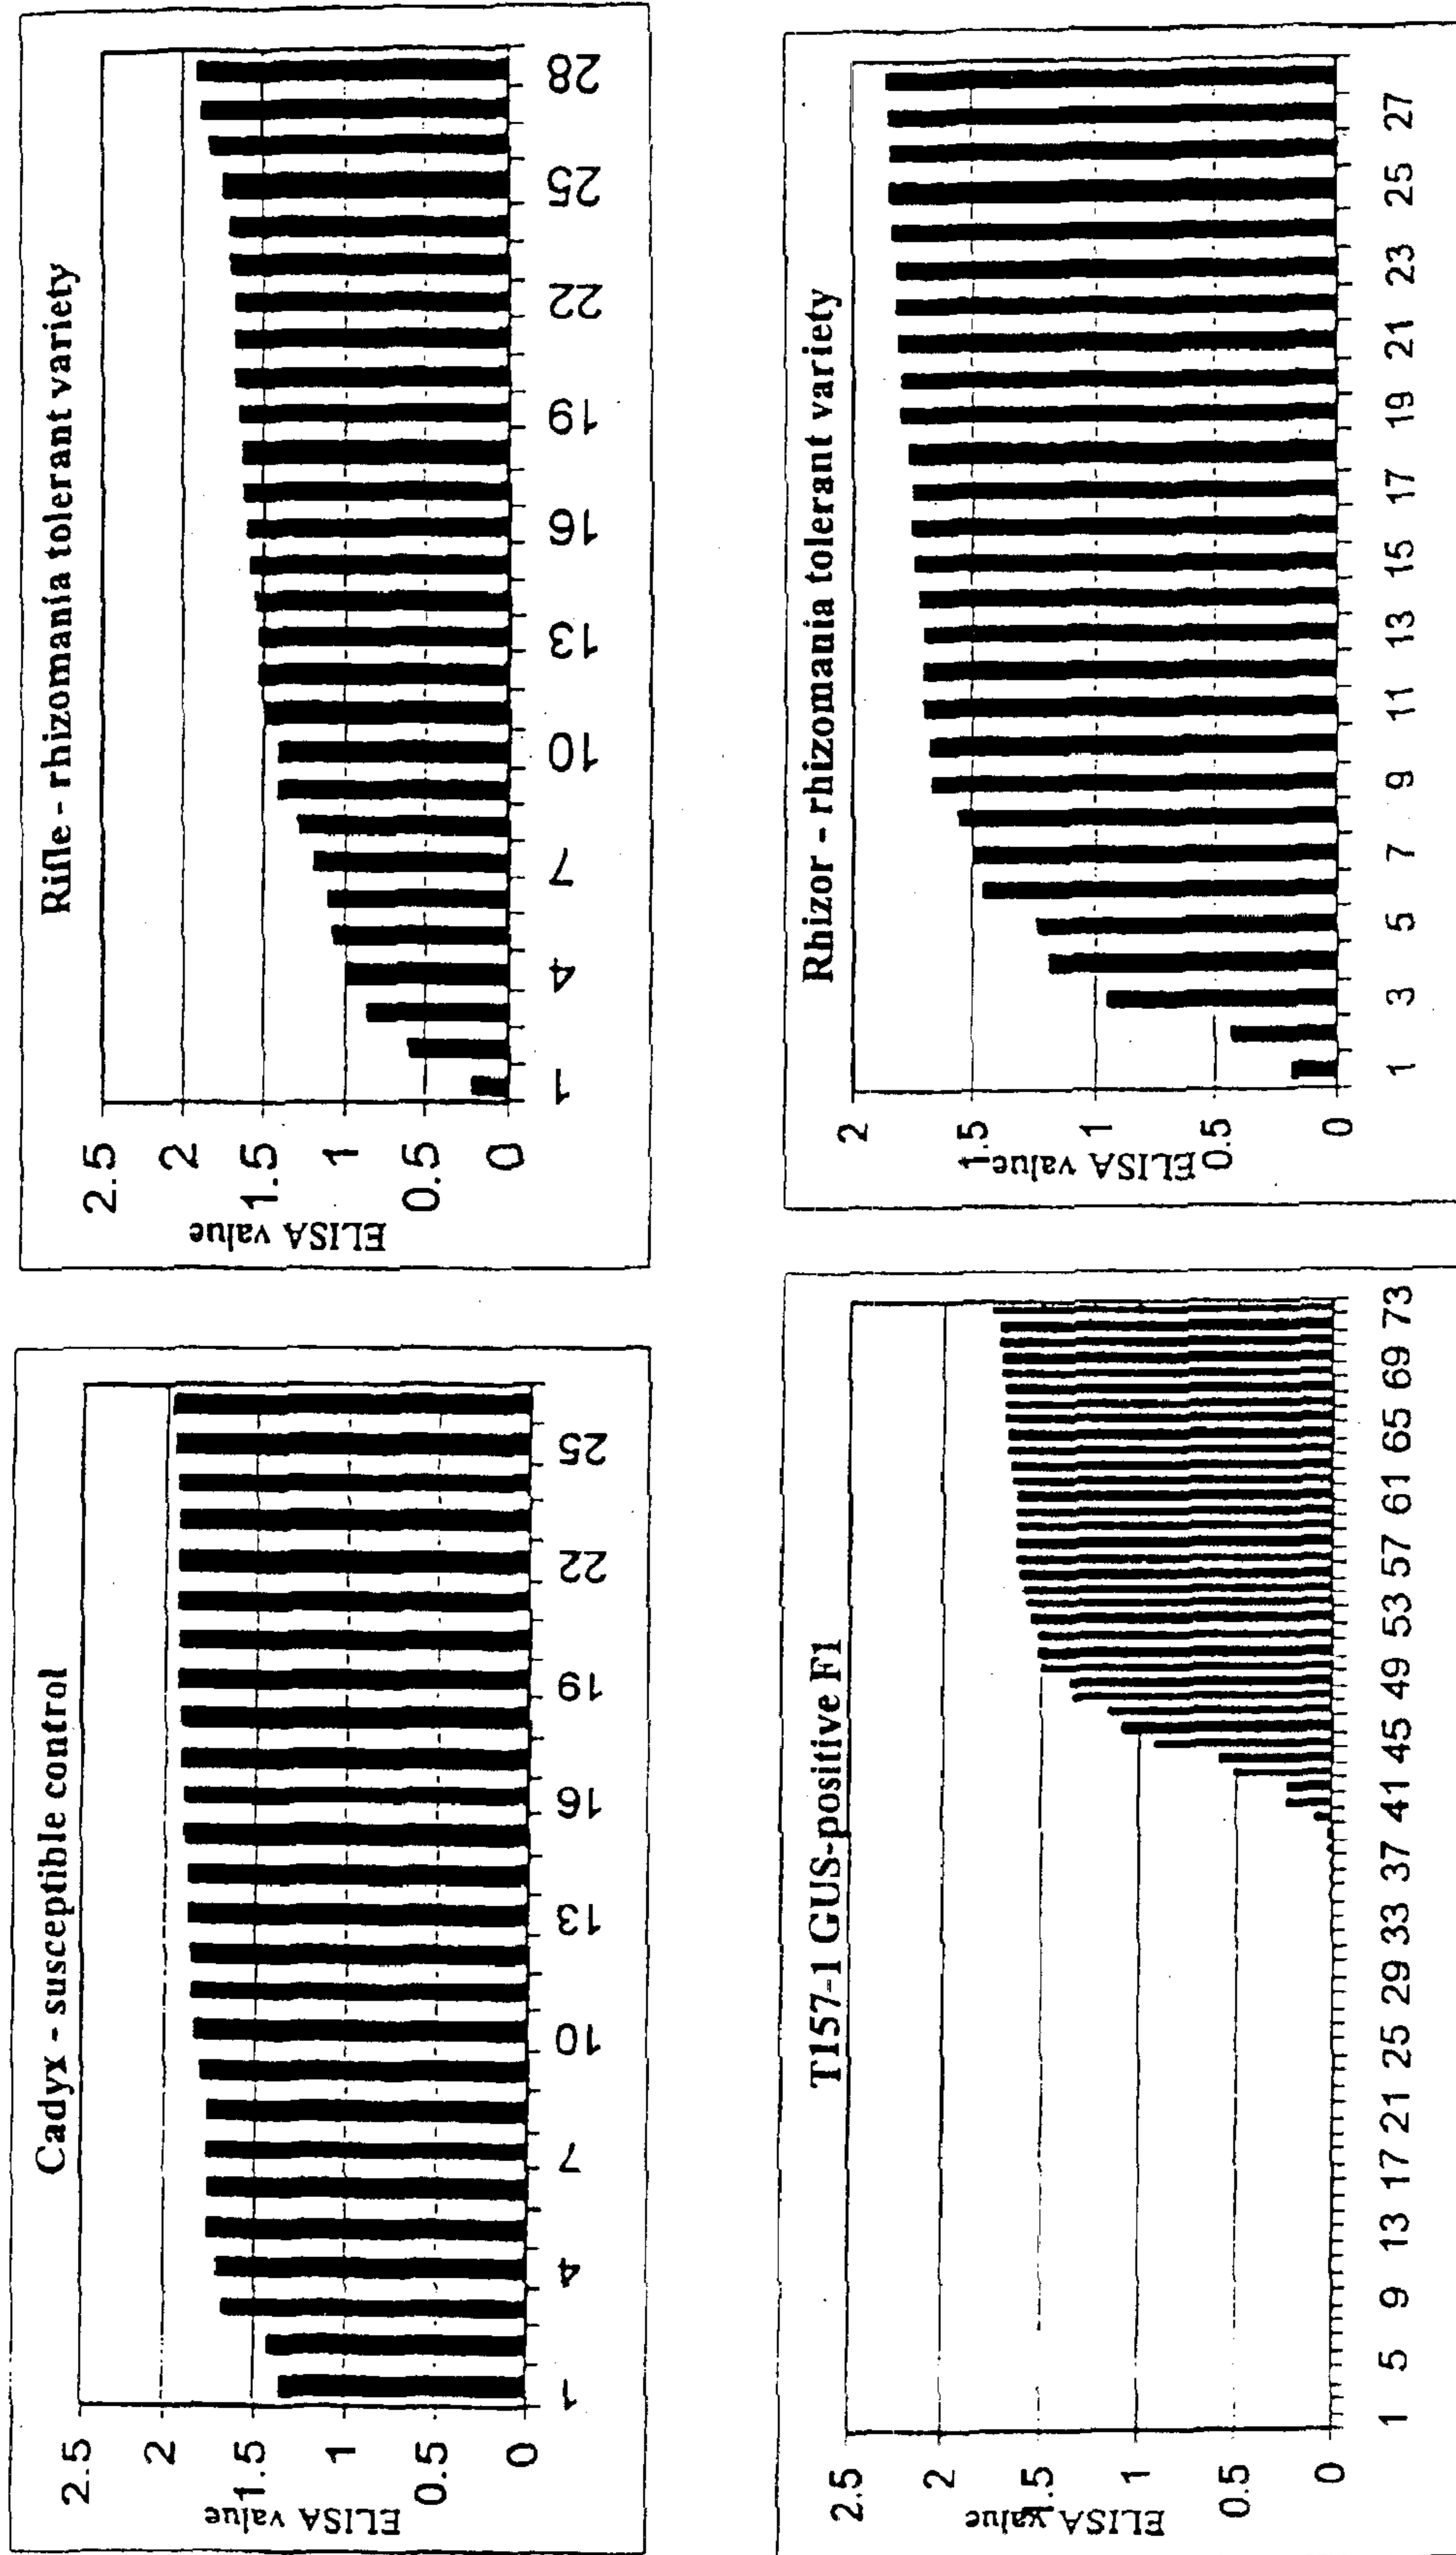 Cadyx - susceptible control
ELISA value
2.5
2
1.5
1
0.5
0
1 4 7 10 13 16 19 22 25
Rifle - rhizomania tolerant variety
ELISA value
2.5
2
1.5
1
0.5
0
1 4 7 10 13 16 19 22 25 28
T157-1 GUS-positive F1
ELISA value
2.5
2
1.5
1
0.5
0
1 5 9 13 17 21 25 29 33 37 41 45 49 53 57 61 65 69 73
Rhizor - rhizomania tolerant variety
ELISA value
2
1.5
1
0.5
0
1 3 5 7 9 11 13 15 17 19 21 23 25 27